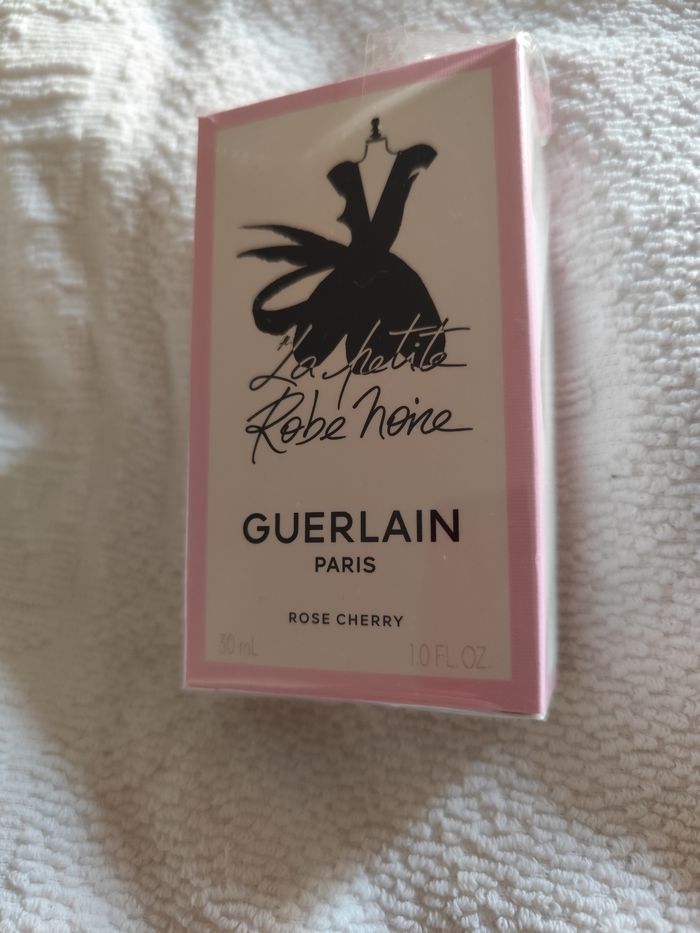 La petite
Robe Noire
GUERLAIN
PARIS
ROSE CHERRY
30 mL
1.0 FL.OZ.